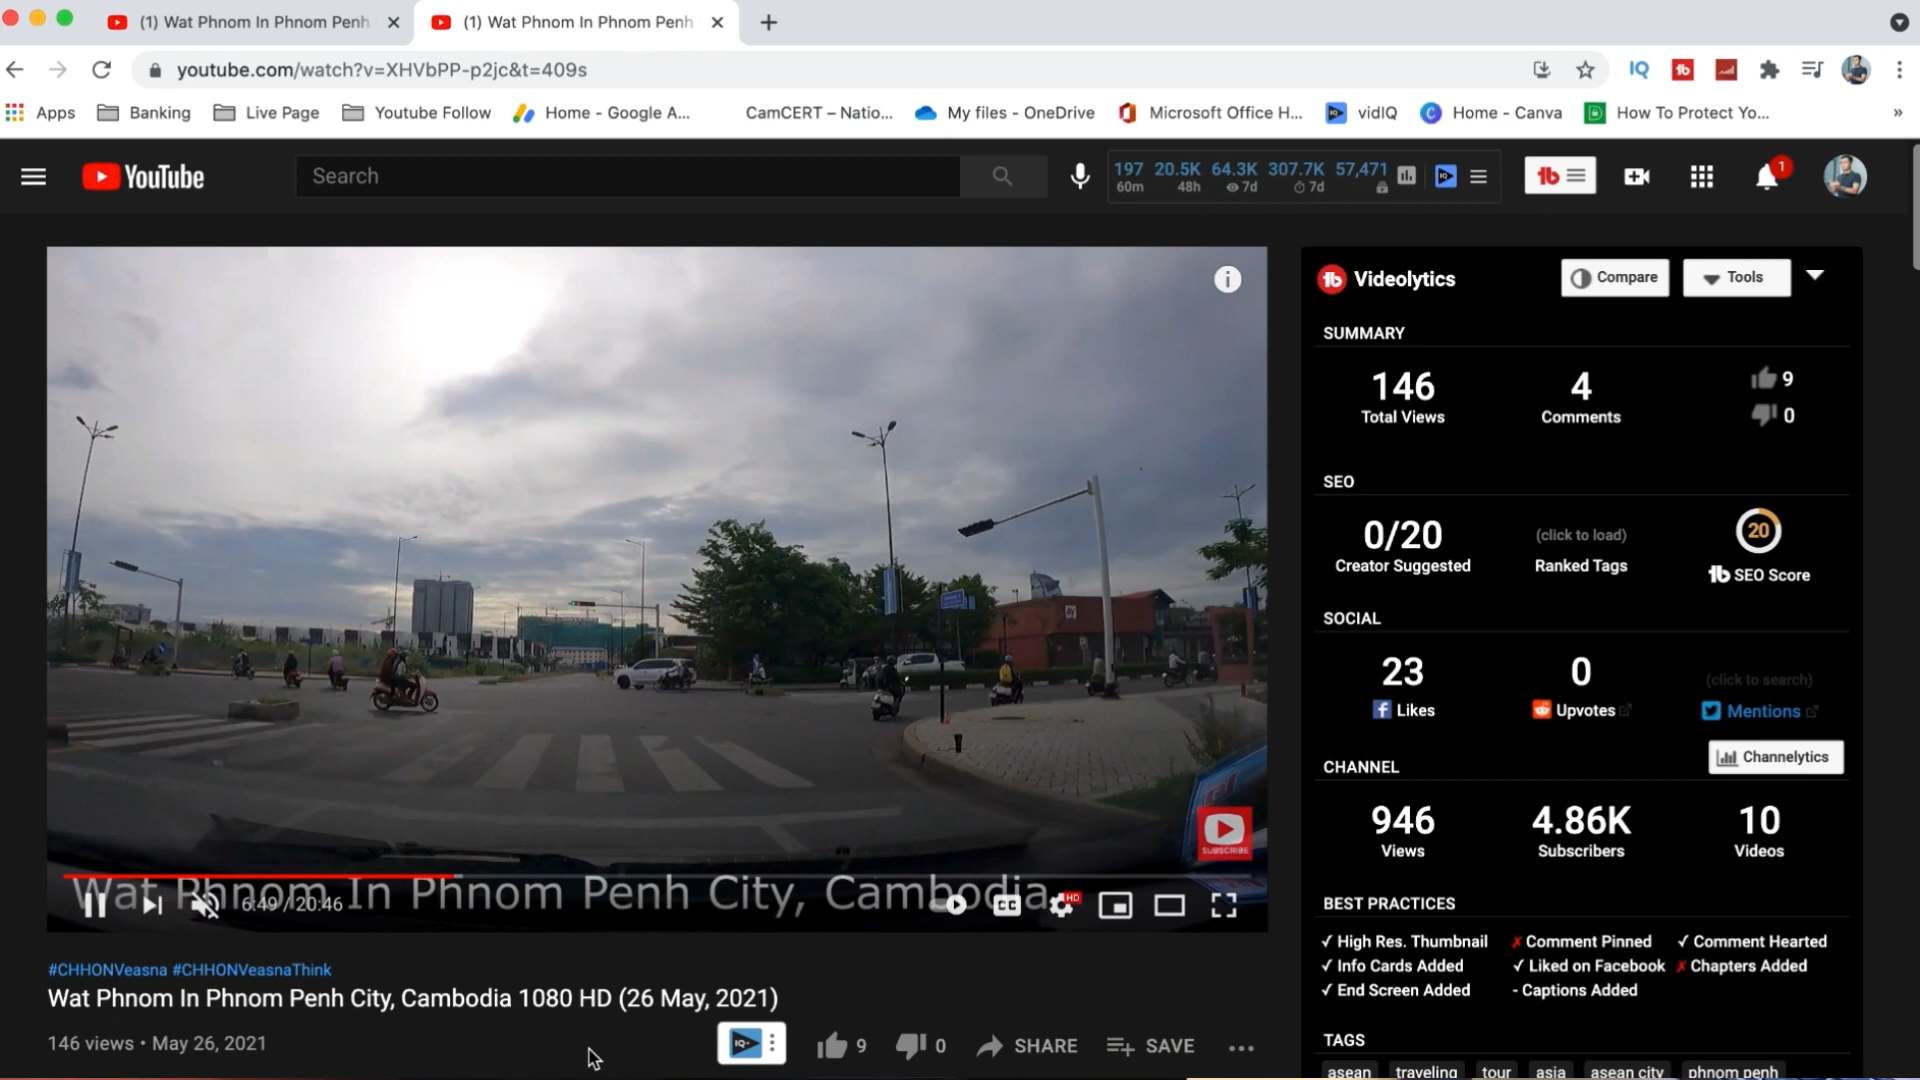 (1) Wat Phnom In Phnom Penh
(1) Wat Phnom In Phnom Penh
youtube.com/watch?v=XHVbPP-p2jc&t=409s
IQ
Apps
Banking
Live Page
Youtube Follow
Home - Google A...
CamCERT – Natio...
My files - OneDrive
Microsoft Office H...
vidIQ
Home - Canva
How To Protect Yo...
»
YouTube
Search
197 20.5K 64.3K 307.7K 57,471
60m 48h 7d 7d
1
Videolytics
Compare
Tools
SUMMARY
146 4 9
Total Views Comments 0
SEO
0/20 (click to load) 20
Creator Suggested Ranked Tags SEO Score
SOCIAL
23 0 (click to search)
Likes Upvotes Mentions
CHANNEL Channelytics
946 4.86K 10
Views Subscribers Videos
BEST PRACTICES
✓ High Res. Thumbnail ✗ Comment Pinned ✓ Comment Hearted
✓ Info Cards Added ✓ Liked on Facebook ✗ Chapters Added
✓ End Screen Added - Captions Added
TAGS
asean traveling tour asia asean city phnom penh
SUBSCRIBE
Wat Phnom In Phnom Penh City, Cambodia
6:49 / 20:46
CC
HD
#CHHONVeasna #CHHONVeasnaThink
Wat Phnom In Phnom Penh City, Cambodia 1080 HD (26 May, 2021)
146 views • May 26, 2021
IQ
9 0 SHARE SAVE